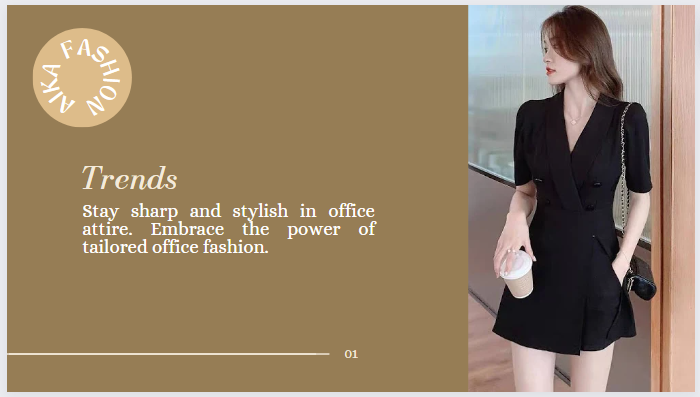 AIKA FASHION
Trends
Stay sharp and stylish in office
attire. Embrace the power of
tailored office fashion.
01